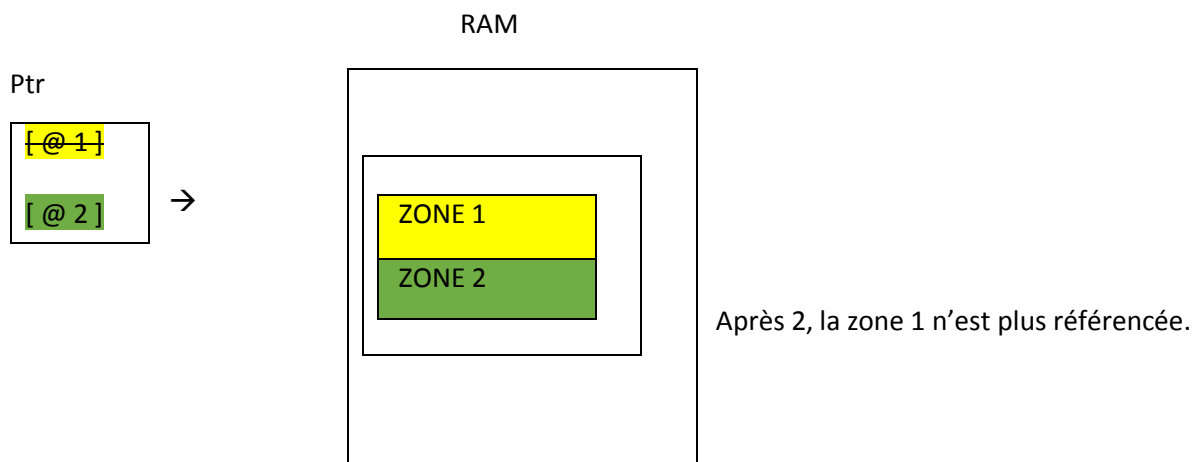 RAM
Ptr
[ @ 1 ]
[ @ 2 ] →
ZONE 1
ZONE 2
Après 2, la zone 1 n’est plus référencée.